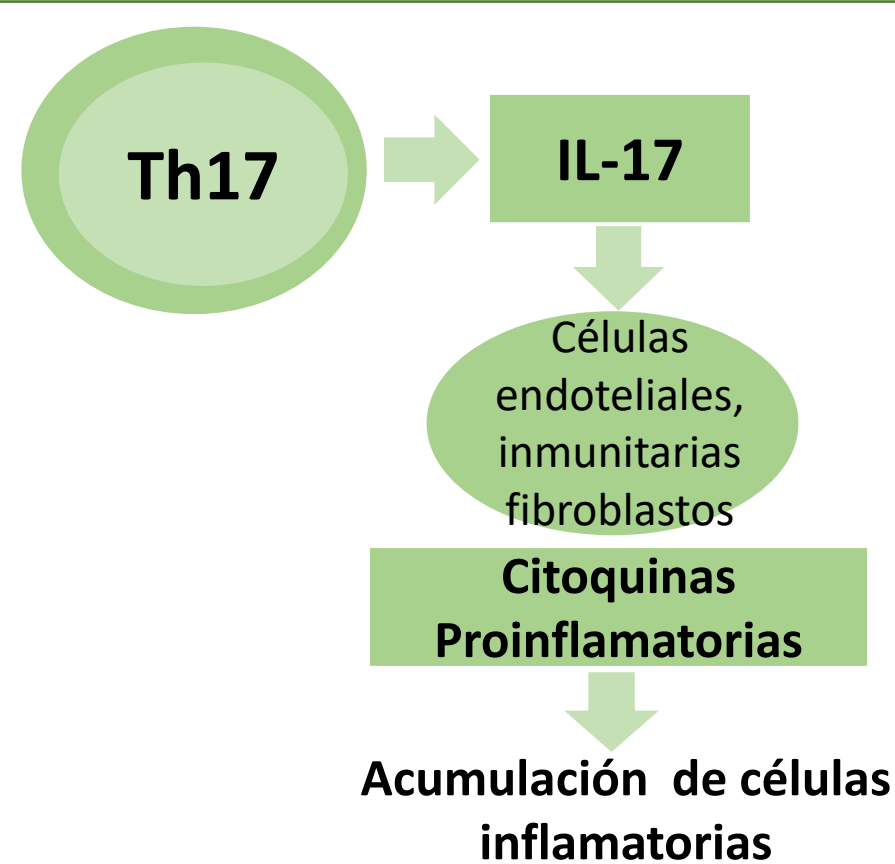 Th17
IL-17
Células
endoteliales,
inmunitarias
fibroblastos
Citoquinas
Proinflamatorias
Acumulación de células
inflamatorias